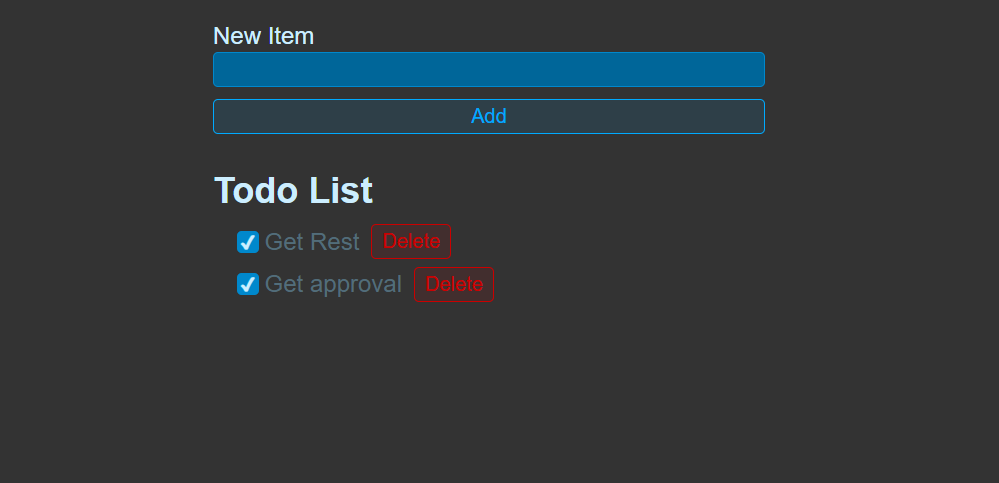 New Item
Add
Todo List
Get Rest Delete
Get approval Delete